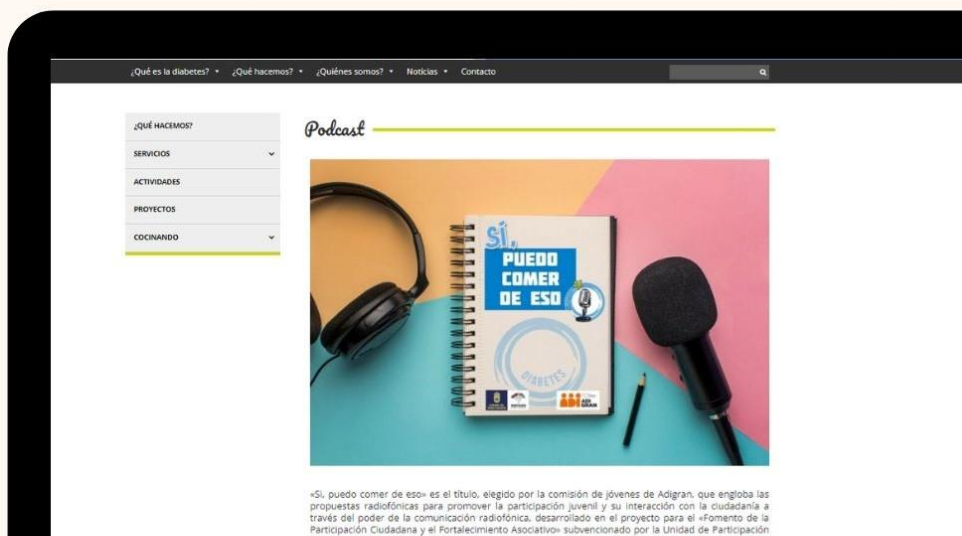 ¿Qué es la diabetes? ¿Qué hacemos? ¿Quiénes somos? Noticias Contacto
¿QUÉ HACEMOS?
SERVICIOS
ACTIVIDADES
PROYECTOS
COCINANDO
Podcast
SÍ,
PUEDO
COMER
DE ESO
DIABETES
ADI
GRAN
«Si, puedo comer de eso» es el título, elegido por la comisión de jóvenes de Adigran, que engloba las
propuestas radiofónicas para promover la participación juvenil y su interacción con la ciudadanía a
través del poder de la comunicación radiofónica, desarrollado en el proyecto para el «Fomento de la
Participación Ciudadana y el Fortalecimiento Asociativo» subvencionado por la Unidad de Participación